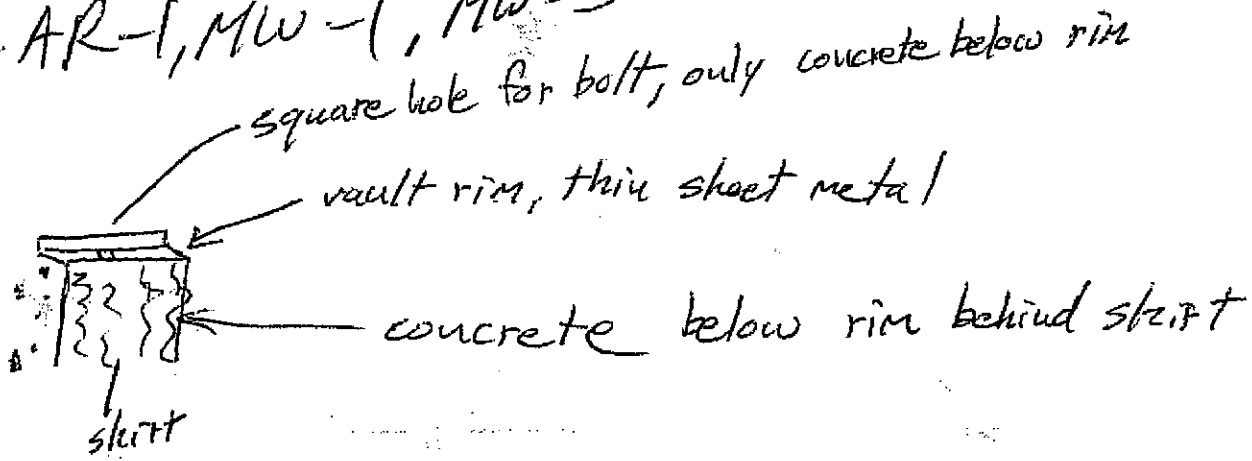 AR-1, MW-1, MW-
square hole for bolt, only concrete below rim
vault rim, thin sheet metal
concrete below rim behind skirt
skirt